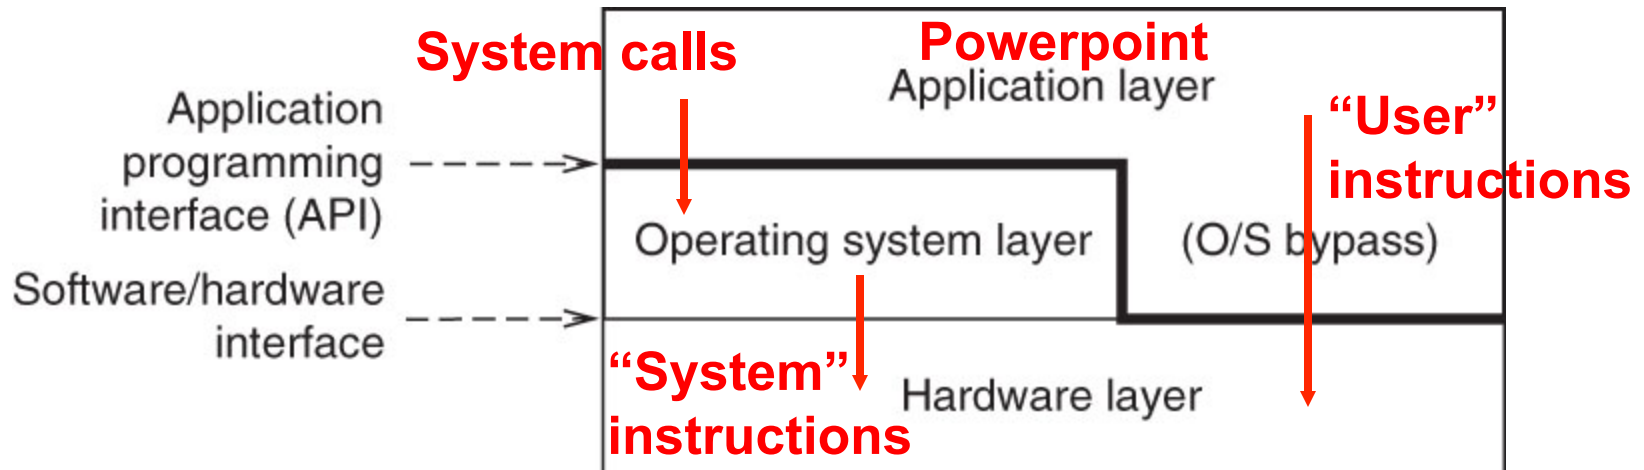 System calls
Powerpoint
Application layer
Application
programming
interface (API)
“User”
instructions
Operating system layer
(O/S bypass)
Software/hardware
interface
“System”
instructions
Hardware layer